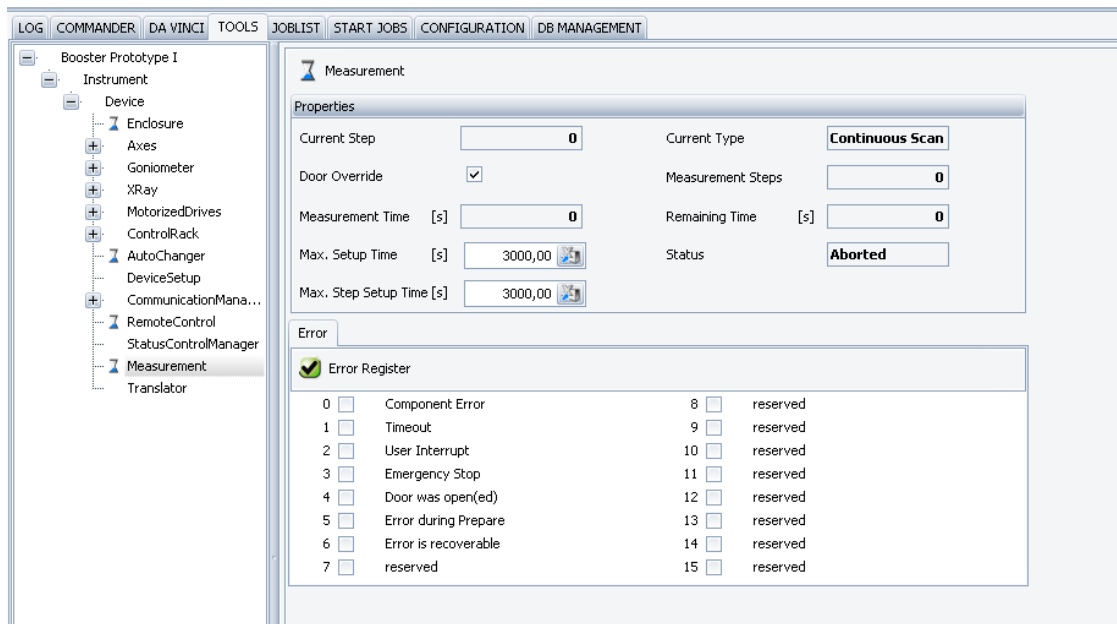 LOG COMMANDER DA VINCI TOOLS JOBLIST START JOBS CONFIGURATION DB MANAGEMENT
Booster Prototype I
Instrument
Device
Enclosure
Axes
Goniometer
XRay
MotorizedDrives
ControlRack
AutoChanger
DeviceSetup
CommunicationMana...
RemoteControl
StatusControlManager
Measurement
Translator
Measurement
Properties
Current Step 0 Current Type Continuous Scan
Door Override Measurement Steps 0
Measurement Time [s] 0 Remaining Time [s] 0
Max. Setup Time [s] 3000,00 Status Aborted
Max. Step Setup Time [s] 3000,00
Error
Error Register
0 Component Error 8 reserved
1 Timeout 9 reserved
2 User Interrupt 10 reserved
3 Emergency Stop 11 reserved
4 Door was open(ed) 12 reserved
5 Error during Prepare 13 reserved
6 Error is recoverable 14 reserved
7 reserved 15 reserved